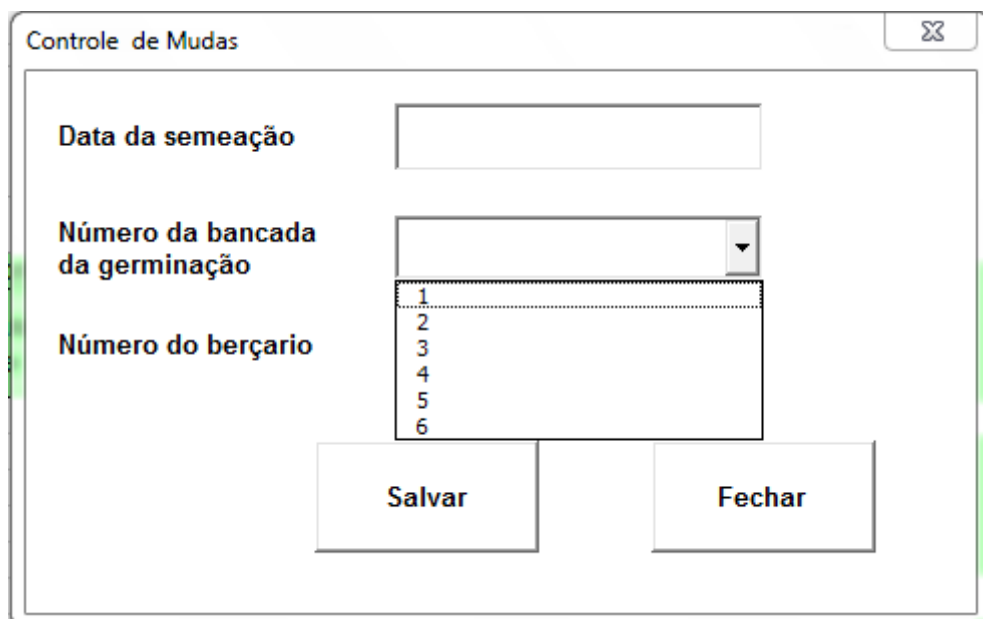 Controle de Mudas
Data da semeação
Número da bancada
da germinação
1
2
3
4
5
6
Número do berçario
Salvar
Fechar